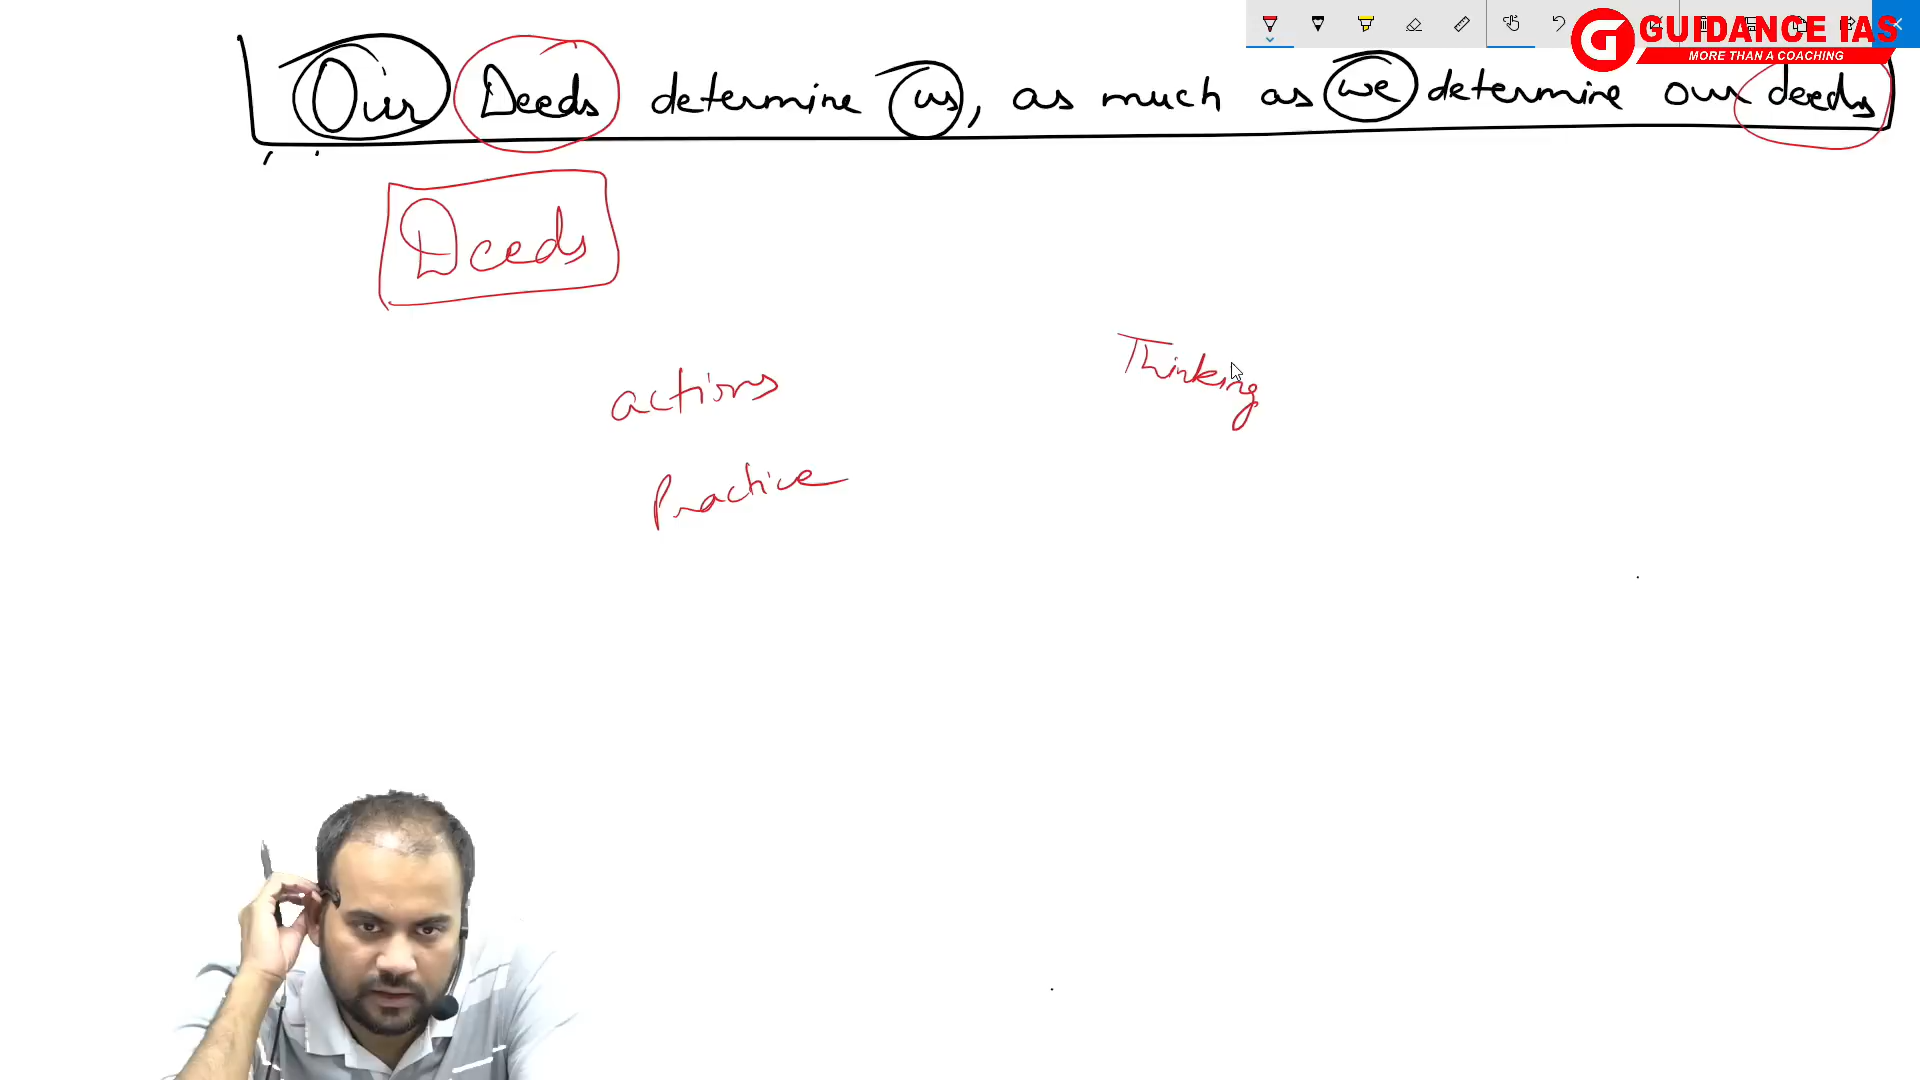 GUIDANCE IAS
MORE THAN A COACHING
Our Deeds determine us, as much as we determine our deeds
Deeds
Thinking
actions
Practice